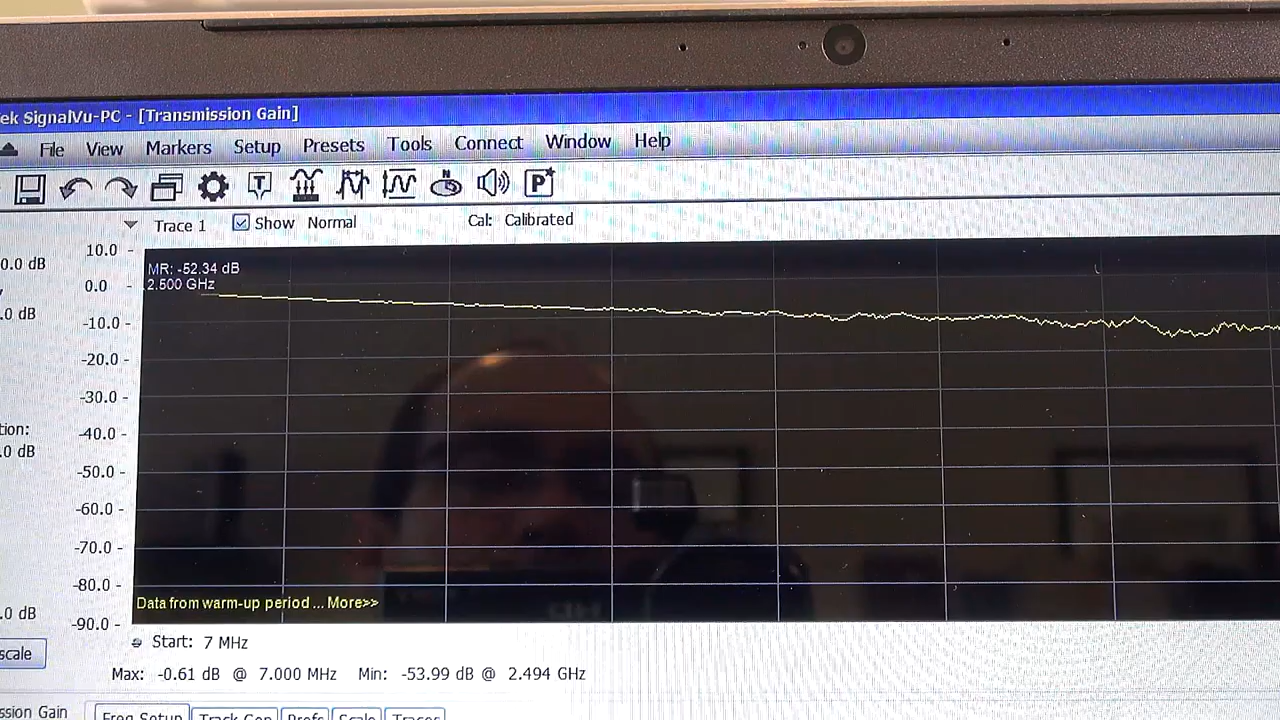 ek SignalVu-PC - [Transmission Gain]
File View Markers Setup Presets Tools Connect Window Help
T N P
Trace 1 Show Normal Cal: Calibrated
10.0
0.0 dB
MR: -52.34 dB
0.0
2.500 GHz
.0 dB
-10.0
-20.0
-30.0
tion:
-40.0
.0 dB
-50.0
-60.0
-70.0
-80.0
Data from warm-up period ... More>>
.0 dB
-90.0
Start: 7 MHz
scale
Max: -0.61 dB @ 7.000 MHz Min: -53.99 dB @ 2.494 GHz
ssion Gain
Freq Setup Track Gen Prefs Scale Traces